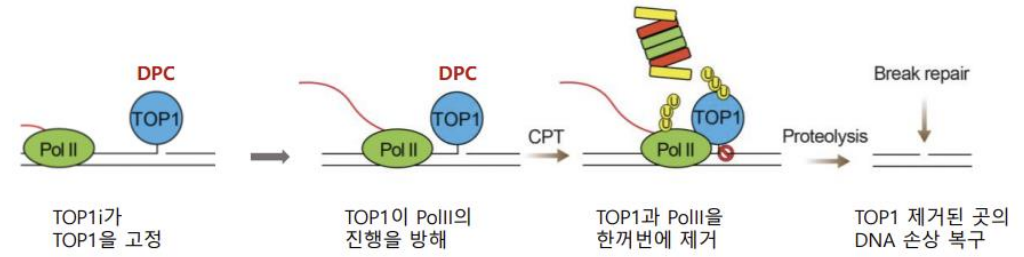 DPC
TOP1
Pol II
DPC
TOP1
Pol II
CPT
U
U
U
U
U
U
TOP1
Pol II
Proteolysis
Break repair
TOP1i가
TOP1을 고정
TOP1이 PolII의
진행을 방해
TOP1과 PolII을
한꺼번에 제거
TOP1 제거된 곳의
DNA 손상 복구